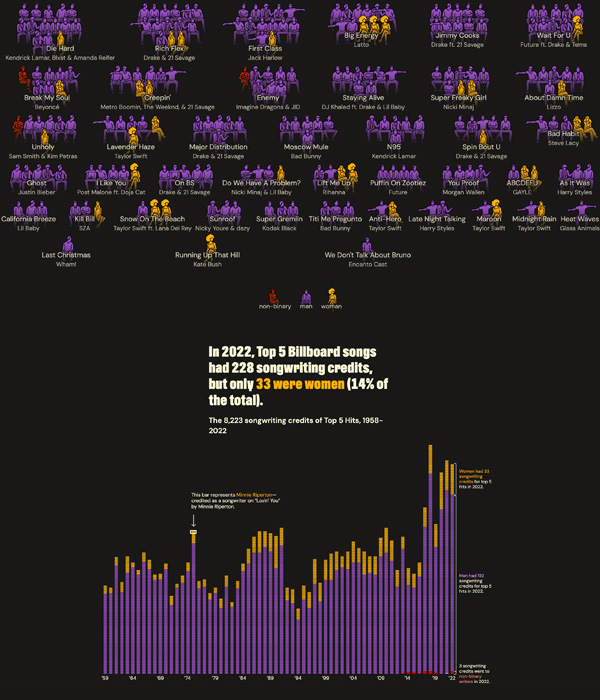 Die Hard
Kendrick Lamar, Blxst & Amanda Reifer
Rich Flex
Drake & 21 Savage
First Class
Jack Harlow
Big Energy
Latto
Jimmy Cooks
Drake ft. 21 Savage
Wait For U
Future ft. Drake & Tems
Break My Soul
Beyoncé
Creepin'
Metro Boomin, The Weeknd, & 21 Savage
Enemy
Imagine Dragons & JID
Staying Alive
DJ Khaled ft. Drake & Lil Baby
Super Freaky Girl
Nicki Minaj
About Damn Time
Lizzo
Unholy
Sam Smith & Kim Petras
Lavender Haze
Taylor Swift
Major Distribution
Drake & 21 Savage
Moscow Mule
Bad Bunny
N95
Kendrick Lamar
Spin Bout U
Drake & 21 Savage
Bad Habit
Steve Lacy
Ghost
Justin Bieber
I Like You
Post Malone ft. Doja Cat
On BS
Drake & 21 Savage
Do We Have A Problem?
Nicki Minaj & Lil Baby
Lift Me Up
Rihanna
Puffin On Zootiez
Future
You Proof
Morgan Wallen
ABCDEFU
GAYLE
As It Was
Harry Styles
California Breeze
Lil Baby
Kill Bill
SZA
Snow On The Beach
Taylor Swift ft. Lana Del Rey
Sunroof
Nicky Youre & dazy
Super Gremlin
Kodak Black
Titi Me Pregunto
Bad Bunny
Anti-Hero
Taylor Swift
Late Night Talking
Harry Styles
Maroon
Taylor Swift
Midnight Rain
Taylor Swift
Heat Waves
Glass Animals
Last Christmas
Wham!
Running Up That Hill
Kate Bush
We Don't Talk About Bruno
Encanto Cast
non-binary
man
woman
In 2022, Top 5 Billboard songs
had 228 songwriting credits,
but only 33 were women (14% of
the total).
The 8,223 songwriting credits of Top 5 Hits, 1958–
2022
This bar represents Minnie Riperton—
credited as a songwriter on "Lovin' You"
by Minnie Riperton.
Women had 33
songwriting
credits for top 5
hits in 2022.
Men had 192
songwriting
credits for top 5
hits in 2022.
3 songwriting
credits went to
non-binary
writers in 2022.
'59
'64
'69
'74
'79
'84
'89
'94
'99
'04
'09
'14
'19
'22